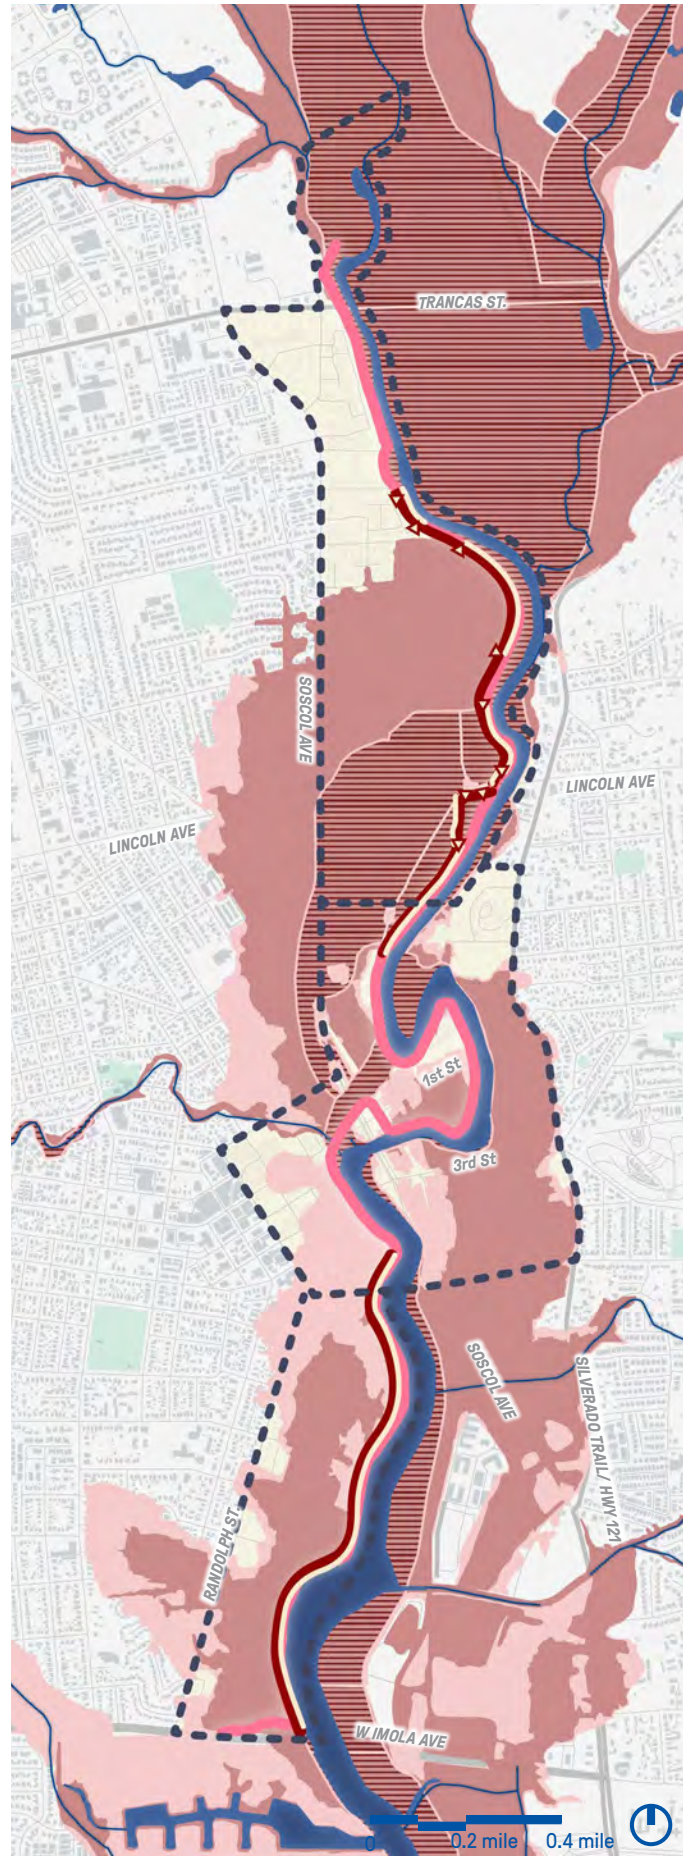 TRANCAS ST.
SOSCOL AVE
LINCOLN AVE
LINCOLN AVE
1st St
3rd St
SOSCOL AVE
SILVERADO TRAIL/ HWY 121
RANDOLPH ST.
W IMOLA AVE
0 0.2 mile 0.4 mile